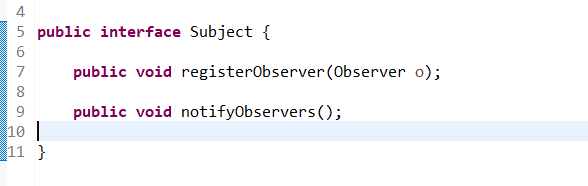 4
5 public interface Subject {
6
7     public void registerObserver(Observer o);
8
9     public void notifyObservers();
10
11 }